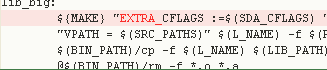 lib_big:
${MAKE} "EXTRA_CFLAGS :=$(SDA_CFLAGS) "
"VPATH = $(SRC_PATHS)" $(L_NAME) -f $(P
$(BIN_PATH)/cp -f $(L_NAME) $(LIB_PATH)
@$(BIN_PATH)/rm -f *.o *.a